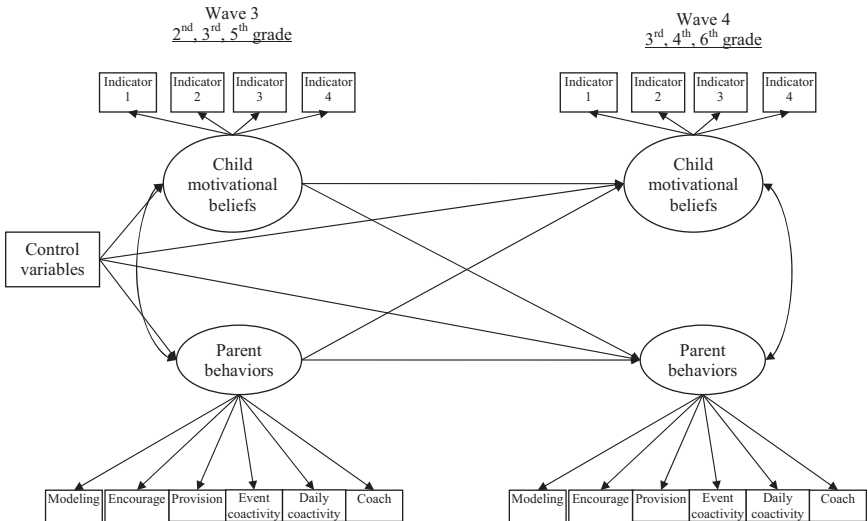 Wave 3
2nd, 3rd, 5th grade
Wave 4
3rd, 4th, 6th grade
Indicator
1
Indicator
2
Indicator
3
Indicator
4
Indicator
1
Indicator
2
Indicator
3
Indicator
4
Child
motivational
beliefs
Child
motivational
beliefs
Control
variables
Parent
behaviors
Parent
behaviors
Modeling
Encourage
Provision
Event
coactivity
Daily
coactivity
Coach
Modeling
Encourage
Provision
Event
coactivity
Daily
coactivity
Coach